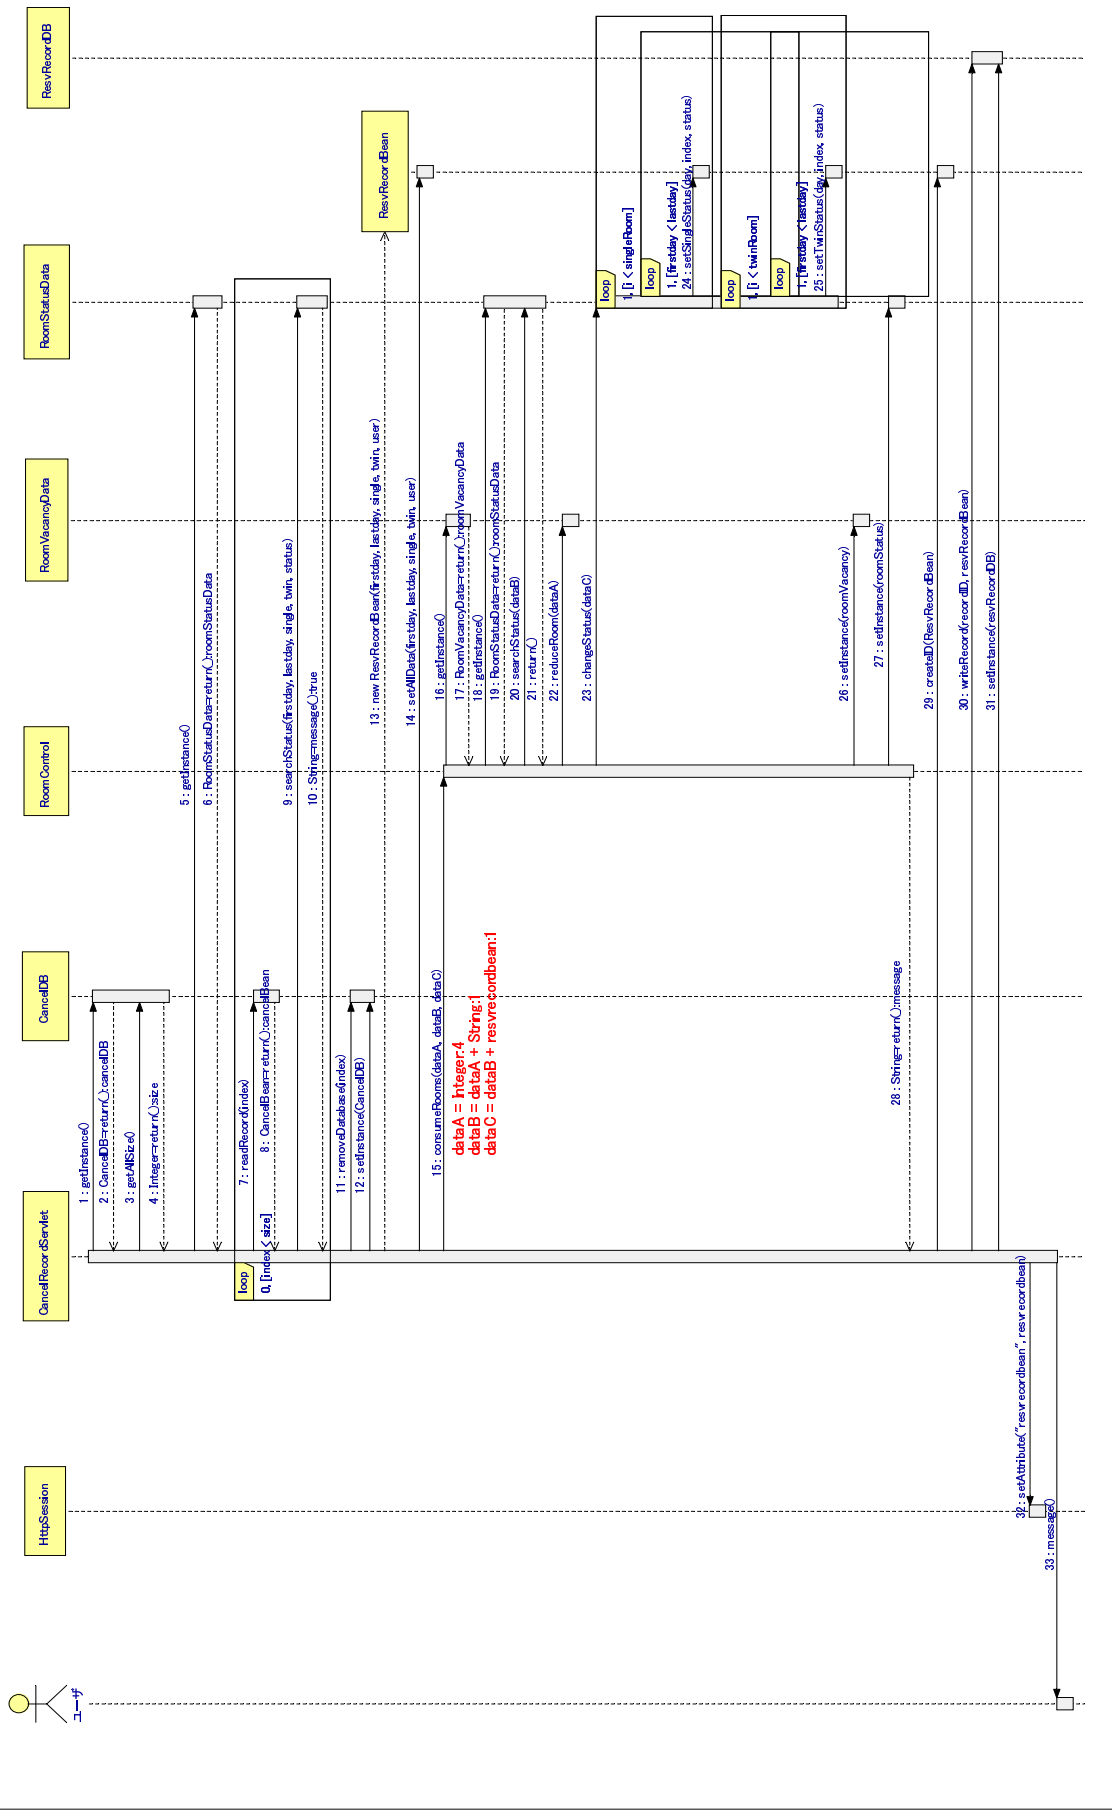 ユーザ
HttpSession
CancelRecordServlet
CancelDB
RoomControl
RoomVacancyData
RoomStatusData
ResvRecordBean
ResvRecordDB
1 : getInstance()
2 : CancelDB=return():cancelDB
3 : getAllSize()
4 : Integer=return():size
5 : getInstance()
6 : RoomStatusData=return():roomStatusData
loop
0, [index < size]
7 : readRecord(index)
8 : CancelBean=return():cancelBean
9 : searchStatus(firstday, lastday, single, twin, status)
10 : String=message():true
11 : removeDatabase(index)
12 : setInstance(CancelDB)
13 : new ResvRecordBean(firstday, lastday, single, twin, user)
14 : setAllData(firstday, lastday, single, twin, user)
15 : consumeRooms(dataA, dataB, dataC)
dataA = Integer:4
dataB = dataA + String:1
dataC = dataB + resvrecordbean:1
16 : getInstance()
17 : RoomVacancyData=return():roomVacancyData
18 : getInstance()
19 : RoomStatusData=return():roomStatusData
20 : searchStatus(dataB)
21 : return()
22 : reduceRoom(dataA)
23 : changeStatus(dataC)
loop
1, [i < singleRoom]
loop
1, [firstday < lastday]
24 : setSingleStatus(day, index, status)
loop
1, [i < twinRoom]
loop
1, [firstday < lastday]
25 : setTwinStatus(day, index, status)
26 : setInstance(roomVacancy)
27 : setInstance(roomStatus)
28 : String=return():message
29 : createID(ResvRecordBean)
30 : writeRecord(recordID, resvRecordBean)
31 : setInstance(resvRecordDB)
32 : setAttribute("resvrecordbean", resvrecordbean)
33 : message()